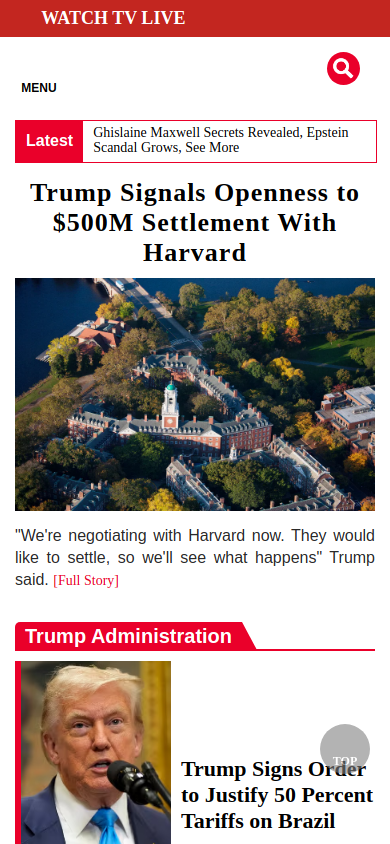 WATCH TV LIVE
MENU
Latest
Ghislaine Maxwell Secrets Revealed, Epstein
Scandal Grows, See More
Trump Signals Openness to
$500M Settlement With
Harvard
"We're negotiating with Harvard now. They would
like to settle, so we'll see what happens" Trump
said. [Full Story]
Trump Administration
TOP
Trump Signs Order
to Justify 50 Percent
Tariffs on Brazil